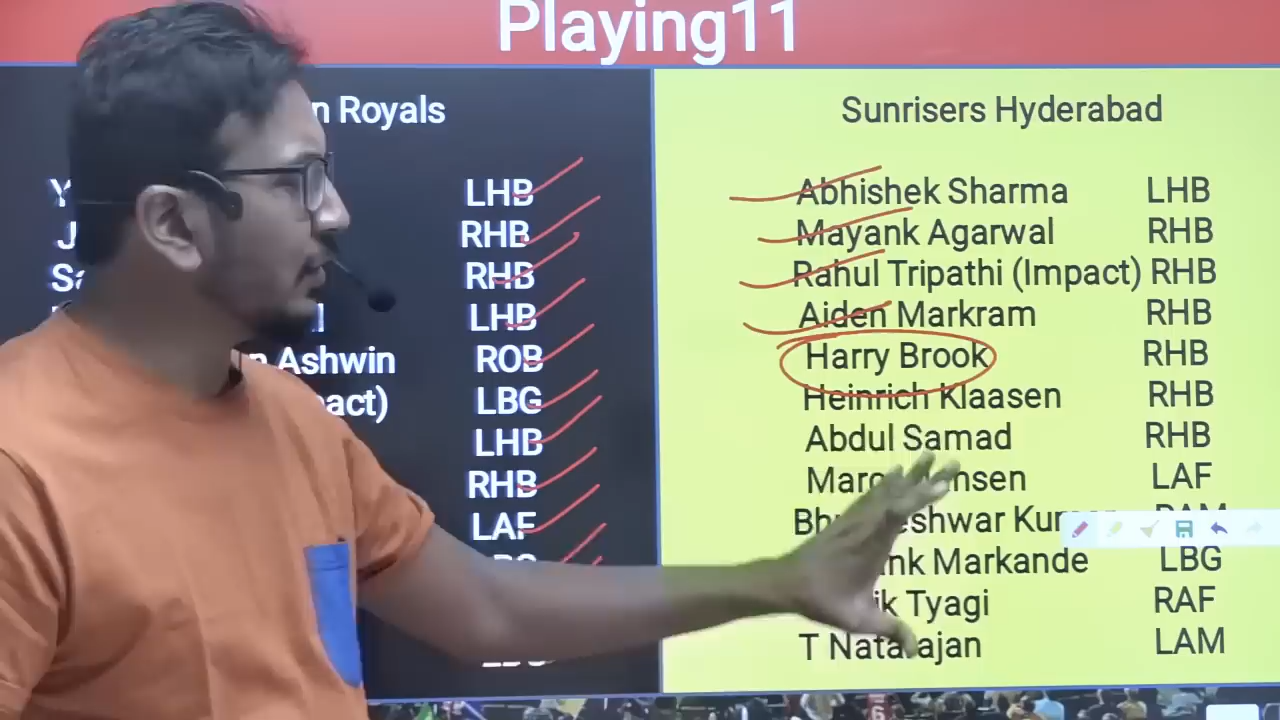 Playing11
Royals
LHB
RHB
RHB
LHB
Ashwin ROB
LBG
LHB
RHB
LAF
Sunrisers Hyderabad
Abhishek Sharma LHB
Mayank Agarwal RHB
Rahul Tripathi (Impact) RHB
Aiden Markram RHB
Harry Brook RHB
Heinrich Klaasen RHB
Abdul Samad RHB
LAF
Markande LBG
Tyagi RAF
T Natarajan LAM